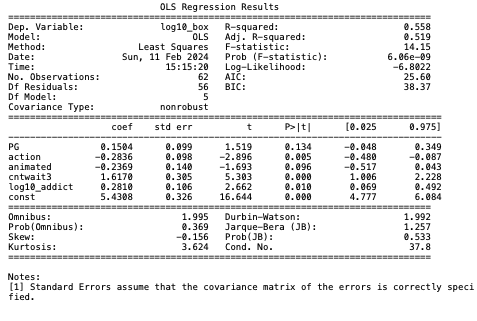 OLS Regression Results
Dep. Variable: log10_box R-squared: 0.558
Model: OLS Adj. R-squared: 0.519
Method: Least Squares F-statistic: 14.15
Date: Sun, 11 Feb 2024 Prob (F-statistic): 6.06e-09
Time: 15:15:20 Log-Likelihood: -6.8022
No. Observations: 62 AIC: 25.60
Df Residuals: 56 BIC: 38.37
Df Model: 5
Covariance Type: nonrobust
coef std err t P>|t| [0.025 0.975]
PG 0.1504 0.099 1.519 0.134 -0.048 0.349
action -0.2836 0.098 -2.896 0.005 -0.480 -0.087
animated -0.2369 0.140 -1.693 0.096 -0.517 0.043
cntwait3 1.6170 0.305 5.303 0.000 1.006 2.228
log10_addict 0.2810 0.106 2.662 0.010 0.069 0.492
const 5.4308 0.326 16.644 0.000 4.777 6.084
Omnibus: 1.995 Durbin-Watson: 1.992
Prob(Omnibus): 0.369 Jarque-Bera (JB): 1.257
Skew: -0.156 Prob(JB): 0.533
Kurtosis: 3.624 Cond. No. 37.8
Notes:
[1] Standard Errors assume that the covariance matrix of the errors is correctly speci
fied.